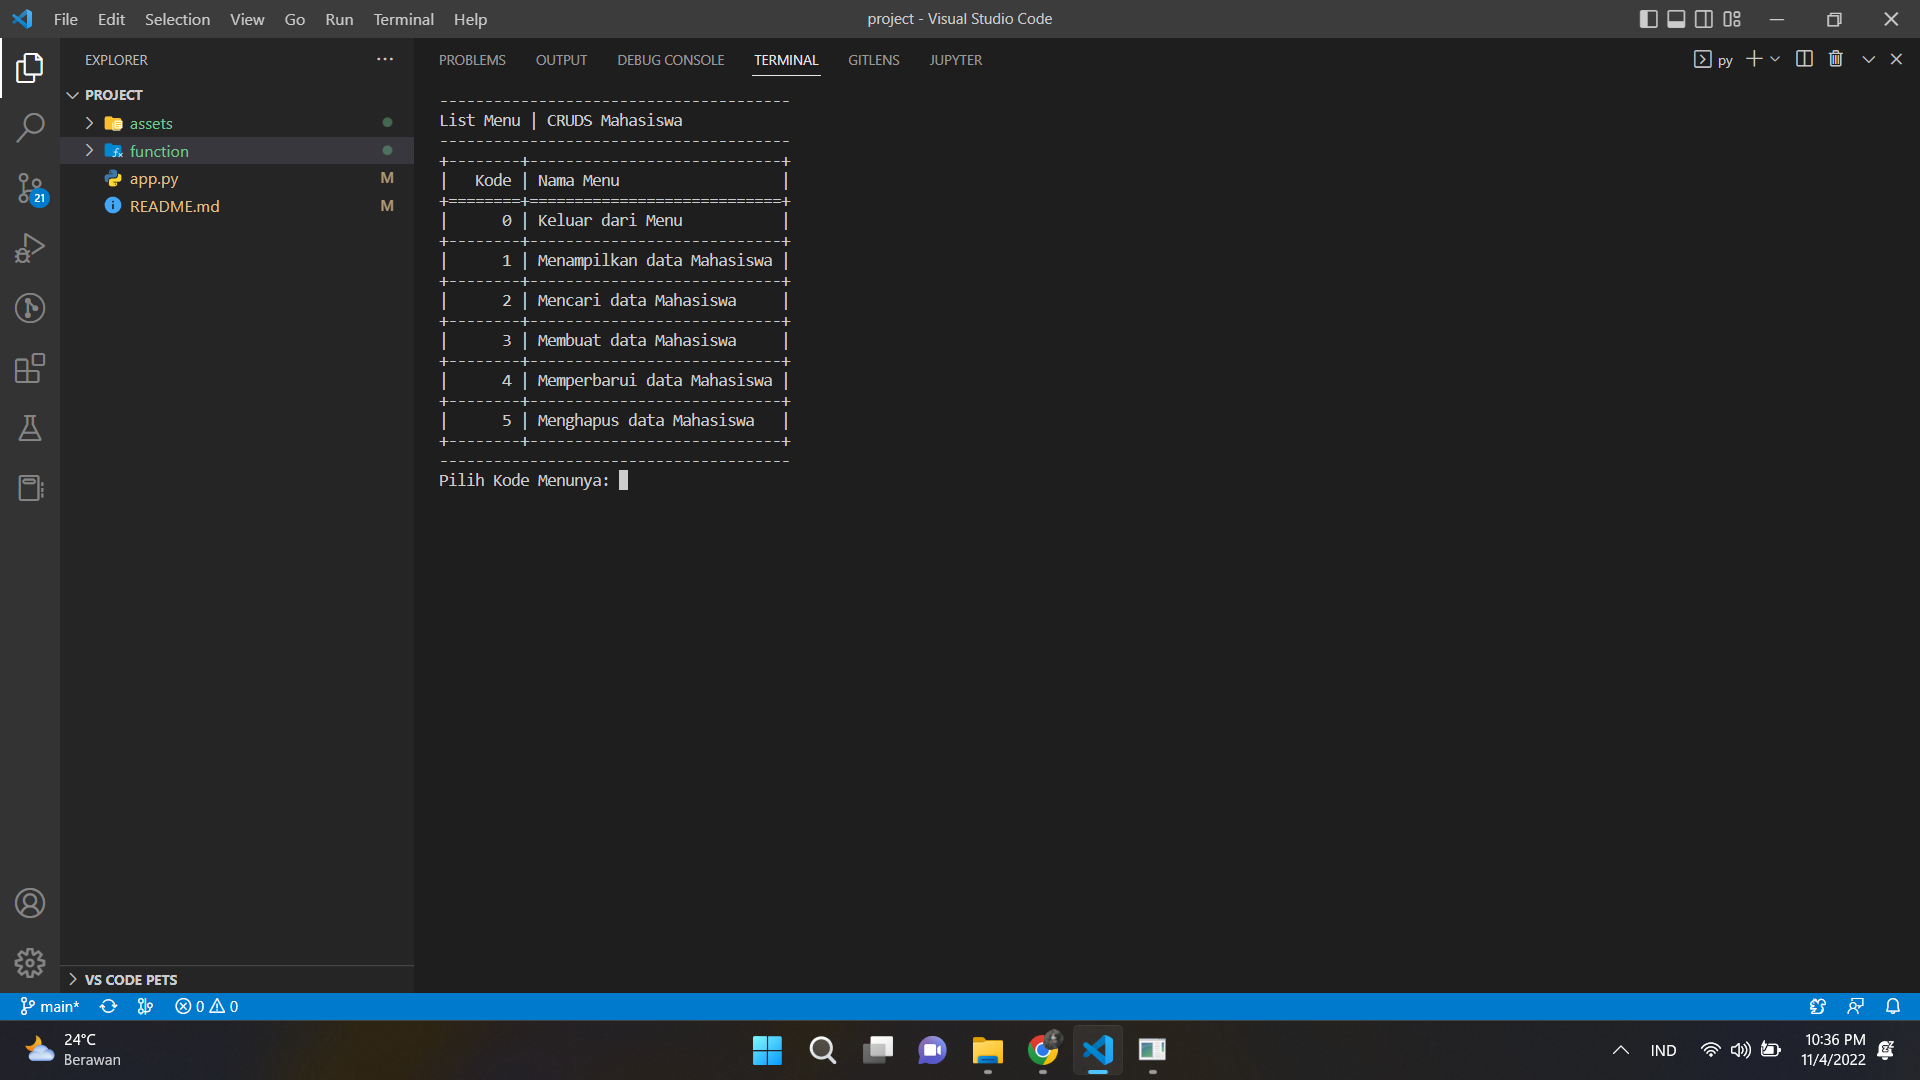 File Edit Selection View Go Run Terminal Help
project - Visual Studio Code
EXPLORER
PROJECT
assets
function
app.py M
README.md M
VS CODE PETS
PROBLEMS OUTPUT DEBUG CONSOLE TERMINAL GITLENS JUPYTER
py
---------------------------------------
List Menu | CRUDS Mahasiswa
---------------------------------------
+--------+----------------------------+
|   Kode | Nama Menu                  |
+========+============================+
|      0 | Keluar dari Menu           |
+--------+----------------------------+
|      1 | Menampilkan data Mahasiswa |
+--------+----------------------------+
|      2 | Mencari data Mahasiswa     |
+--------+----------------------------+
|      3 | Membuat data Mahasiswa     |
+--------+----------------------------+
|      4 | Memperbarui data Mahasiswa |
+--------+----------------------------+
|      5 | Menghapus data Mahasiswa   |
+--------+----------------------------+
---------------------------------------
Pilih Kode Menunya:
21
main* 0 0
24°C
Berawan
IND
10:36 PM
11/4/2022